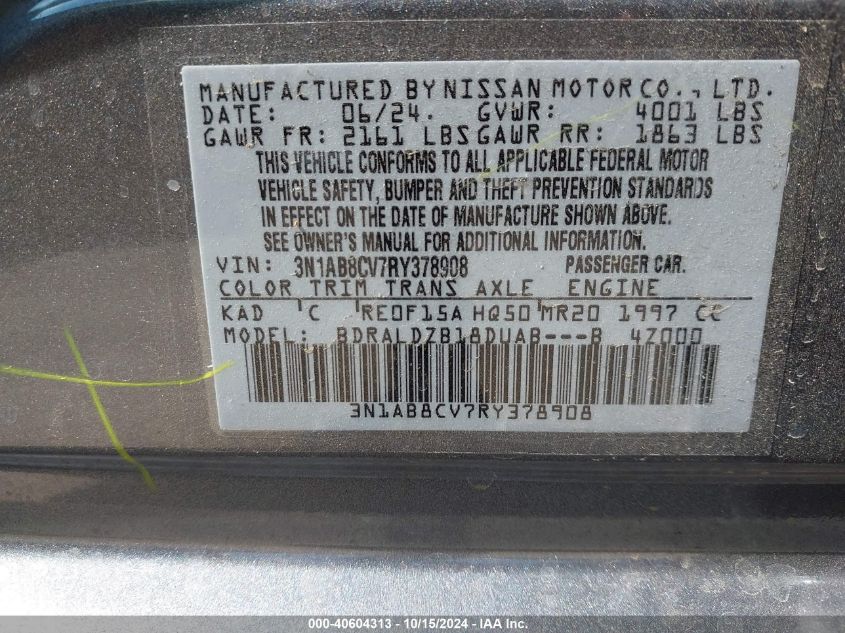 MANUFACTURED BY NISSAN MOTOR CO., LTD.
DATE: 06/24. GVWR: 4001 LBS
GAWR FR: 2161 LBS GAWR RR: 1863 LBS
THIS VEHICLE CONFORMS TO ALL APPLICABLE FEDERAL MOTOR
VEHICLE SAFETY, BUMPER AND THEFT PREVENTION STANDARDS
IN EFFECT ON THE DATE OF MANUFACTURE SHOWN ABOVE.
SEE OWNER'S MANUAL FOR ADDITIONAL INFORMATION.
VIN: 3N1AB8CV7RY378908 PASSENGER CAR.
COLOR TRIM TRANS AXLE ENGINE
KAD C RE0F15A HQ50 MR20 1997 CC
MODEL: BDRALDZB18DUAB---B 4Z000
3N1AB8CV7RY378908
000-40604313 - 10/15/2024 - 1YU - IAA Inc.